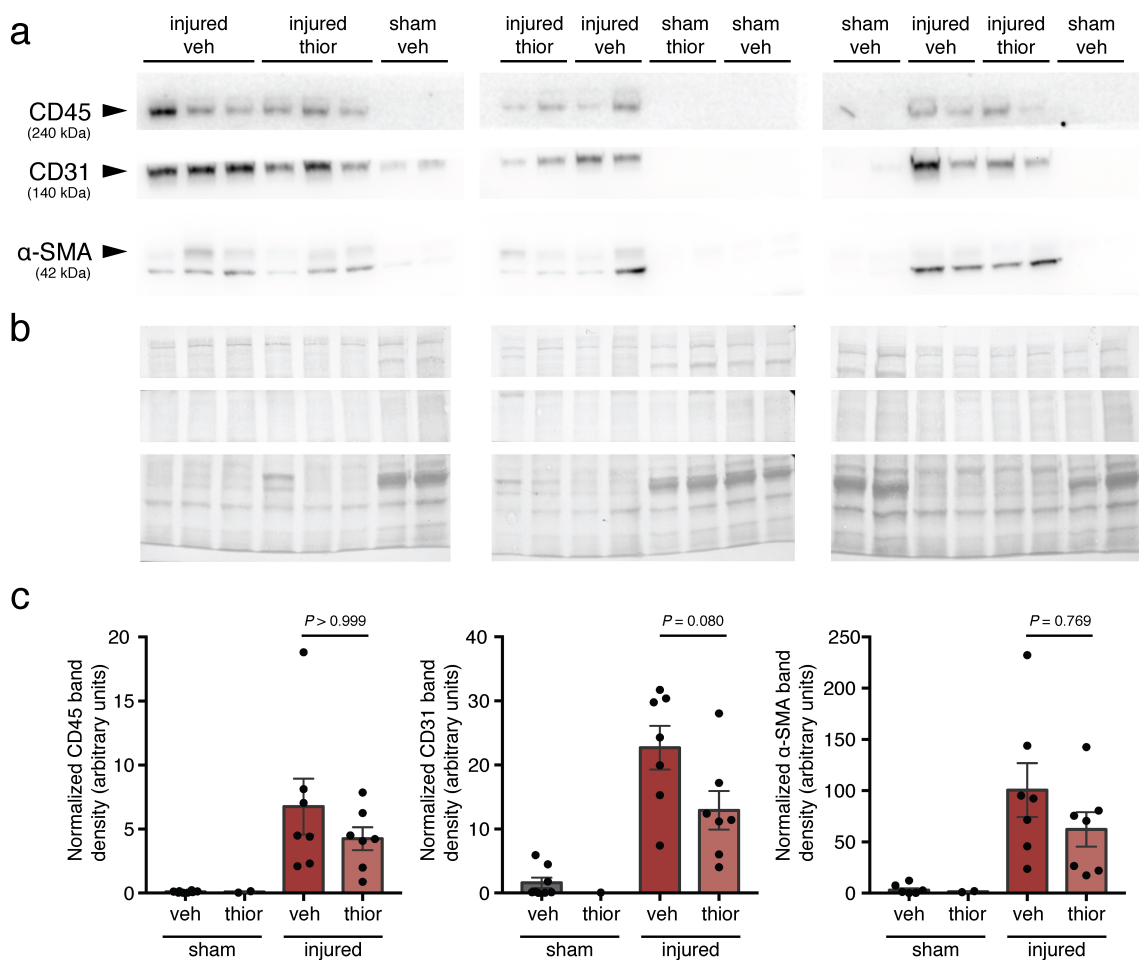 a
injured veh
injured thior
sham veh
injured thior
injured veh
sham thior
sham veh
sham veh
injured veh
injured thior
sham veh
CD45
(240 kDa)
CD31
(140 kDa)
α-SMA
(42 kDa)
b
c
Normalized CD45 band
density (arbitrary units)
20
15
10
5
0
P > 0.999
veh
thior
veh
thior
sham
injured
Normalized CD31 band
density (arbitrary units)
40
30
20
10
0
P = 0.080
veh
thior
veh
thior
sham
injured
Normalized α-SMA band
density (arbitrary units)
250
200
150
100
50
0
P = 0.769
veh
thior
veh
thior
sham
injured